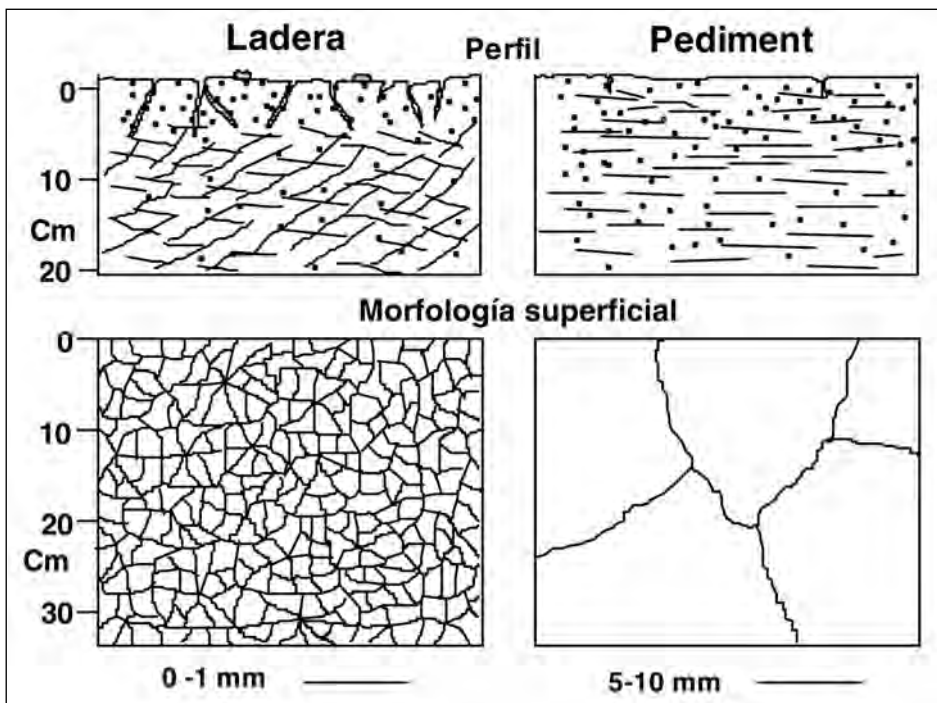 Ladera
Perfil
Pediment
0
10
Cm
20
Morfología superficial
0
10
20
Cm
30
0 -1 mm
5-10 mm